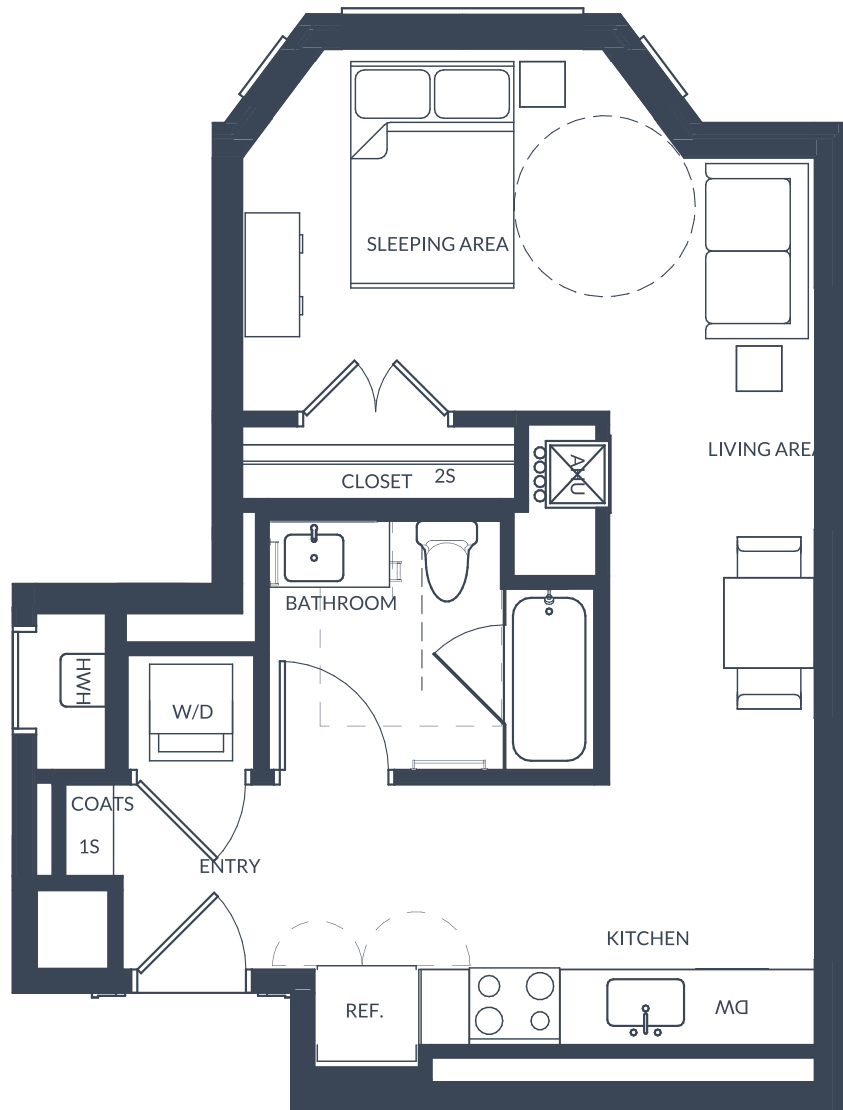 SLEEPING AREA
LIVING AREA
CLOSET 2S
AHU
BATHROOM
HWH
W/D
COATS
1S
ENTRY
KITCHEN
REF.
DW